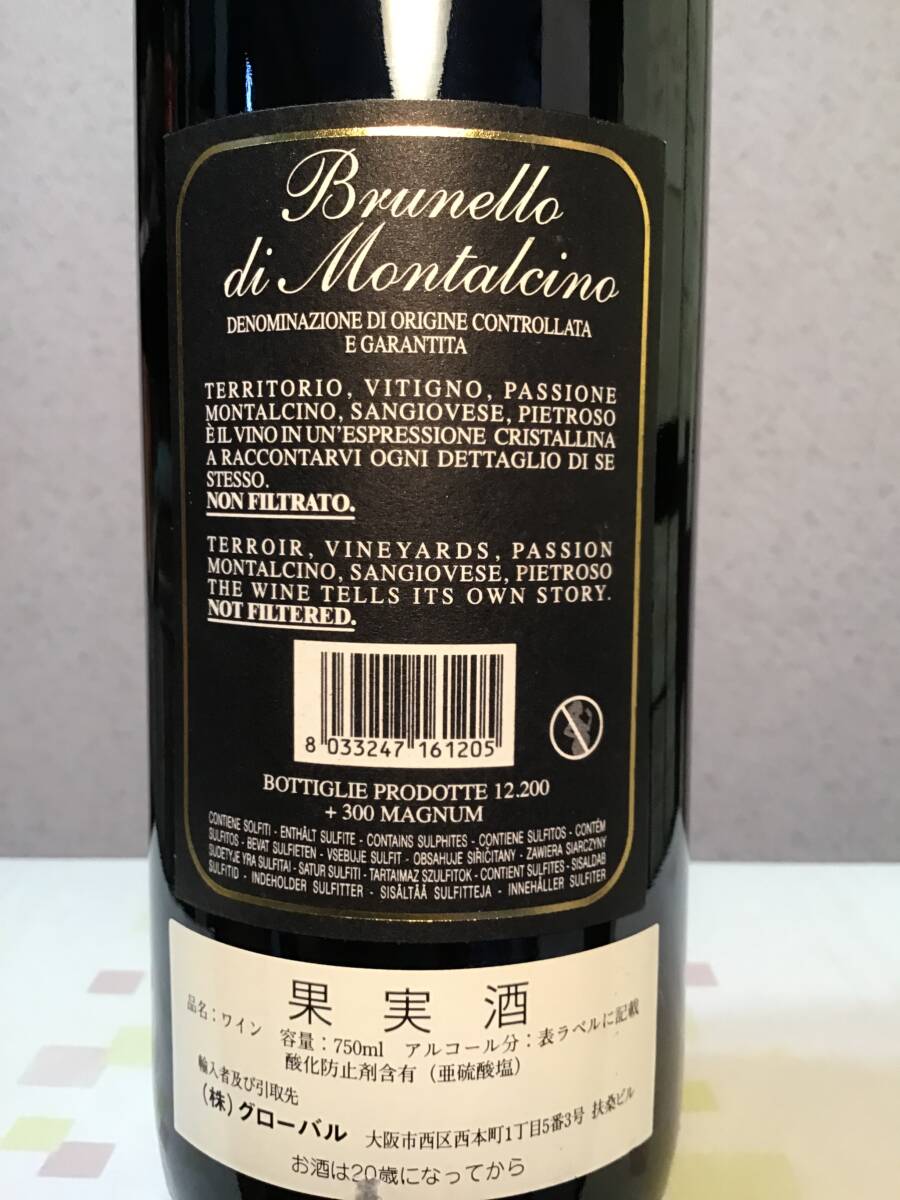 Brunello
di Montalcino
DENOMINAZIONE DI ORIGINE CONTROLLATA
E GARANTITA
TERRITORIO, VITIGNO, PASSIONE
MONTALCINO, SANGIOVESE, PIETROSO
È IL VINO IN UN'ESPRESSIONE CRISTALLINA
A RACCONTARVI OGNI DETTAGLIO DI SE
STESSO.
NON FILTRATO.
TERROIR, VINEYARDS, PASSION
MONTALCINO, SANGIOVESE, PIETROSO
THE WINE TELLS ITS OWN STORY.
NOT FILTERED.
8 033247 161205
BOTTIGLIE PRODOTTE 12.200
+ 300 MAGNUM
CONTIENE SOLFITI - ENTHÄLT SULFITE - CONTAINS SULPHITES - CONTIENE SULFITOS - CONTÉM
SULFITOS - BEVAT SULFIETEN - VSEBUJE SULFIT - OBSAHUJE SIŘIČITANY - ZAWIERA SIARCZYNY
SUDETYJE YRA SULFITAI - SATUR SULFITI - TARTAIMAZ SZULFITOK - CONTIENT SULFITES - SISALDAB
SULFITID - INDEHOLDER SULFITTER - SISÄLTÄÄ SULFITTEJA - INNEHÅLLER SULFITER
果実酒
品名:ワイン 容量:750ml アルコール分:表ラベルに記載
酸化防止剤含有(亜硫酸塩)
輸入者及び引取先
(株)グローバル 大阪市西区西本町1丁目5番3号 扶桑ビル
お酒は20歳になってから